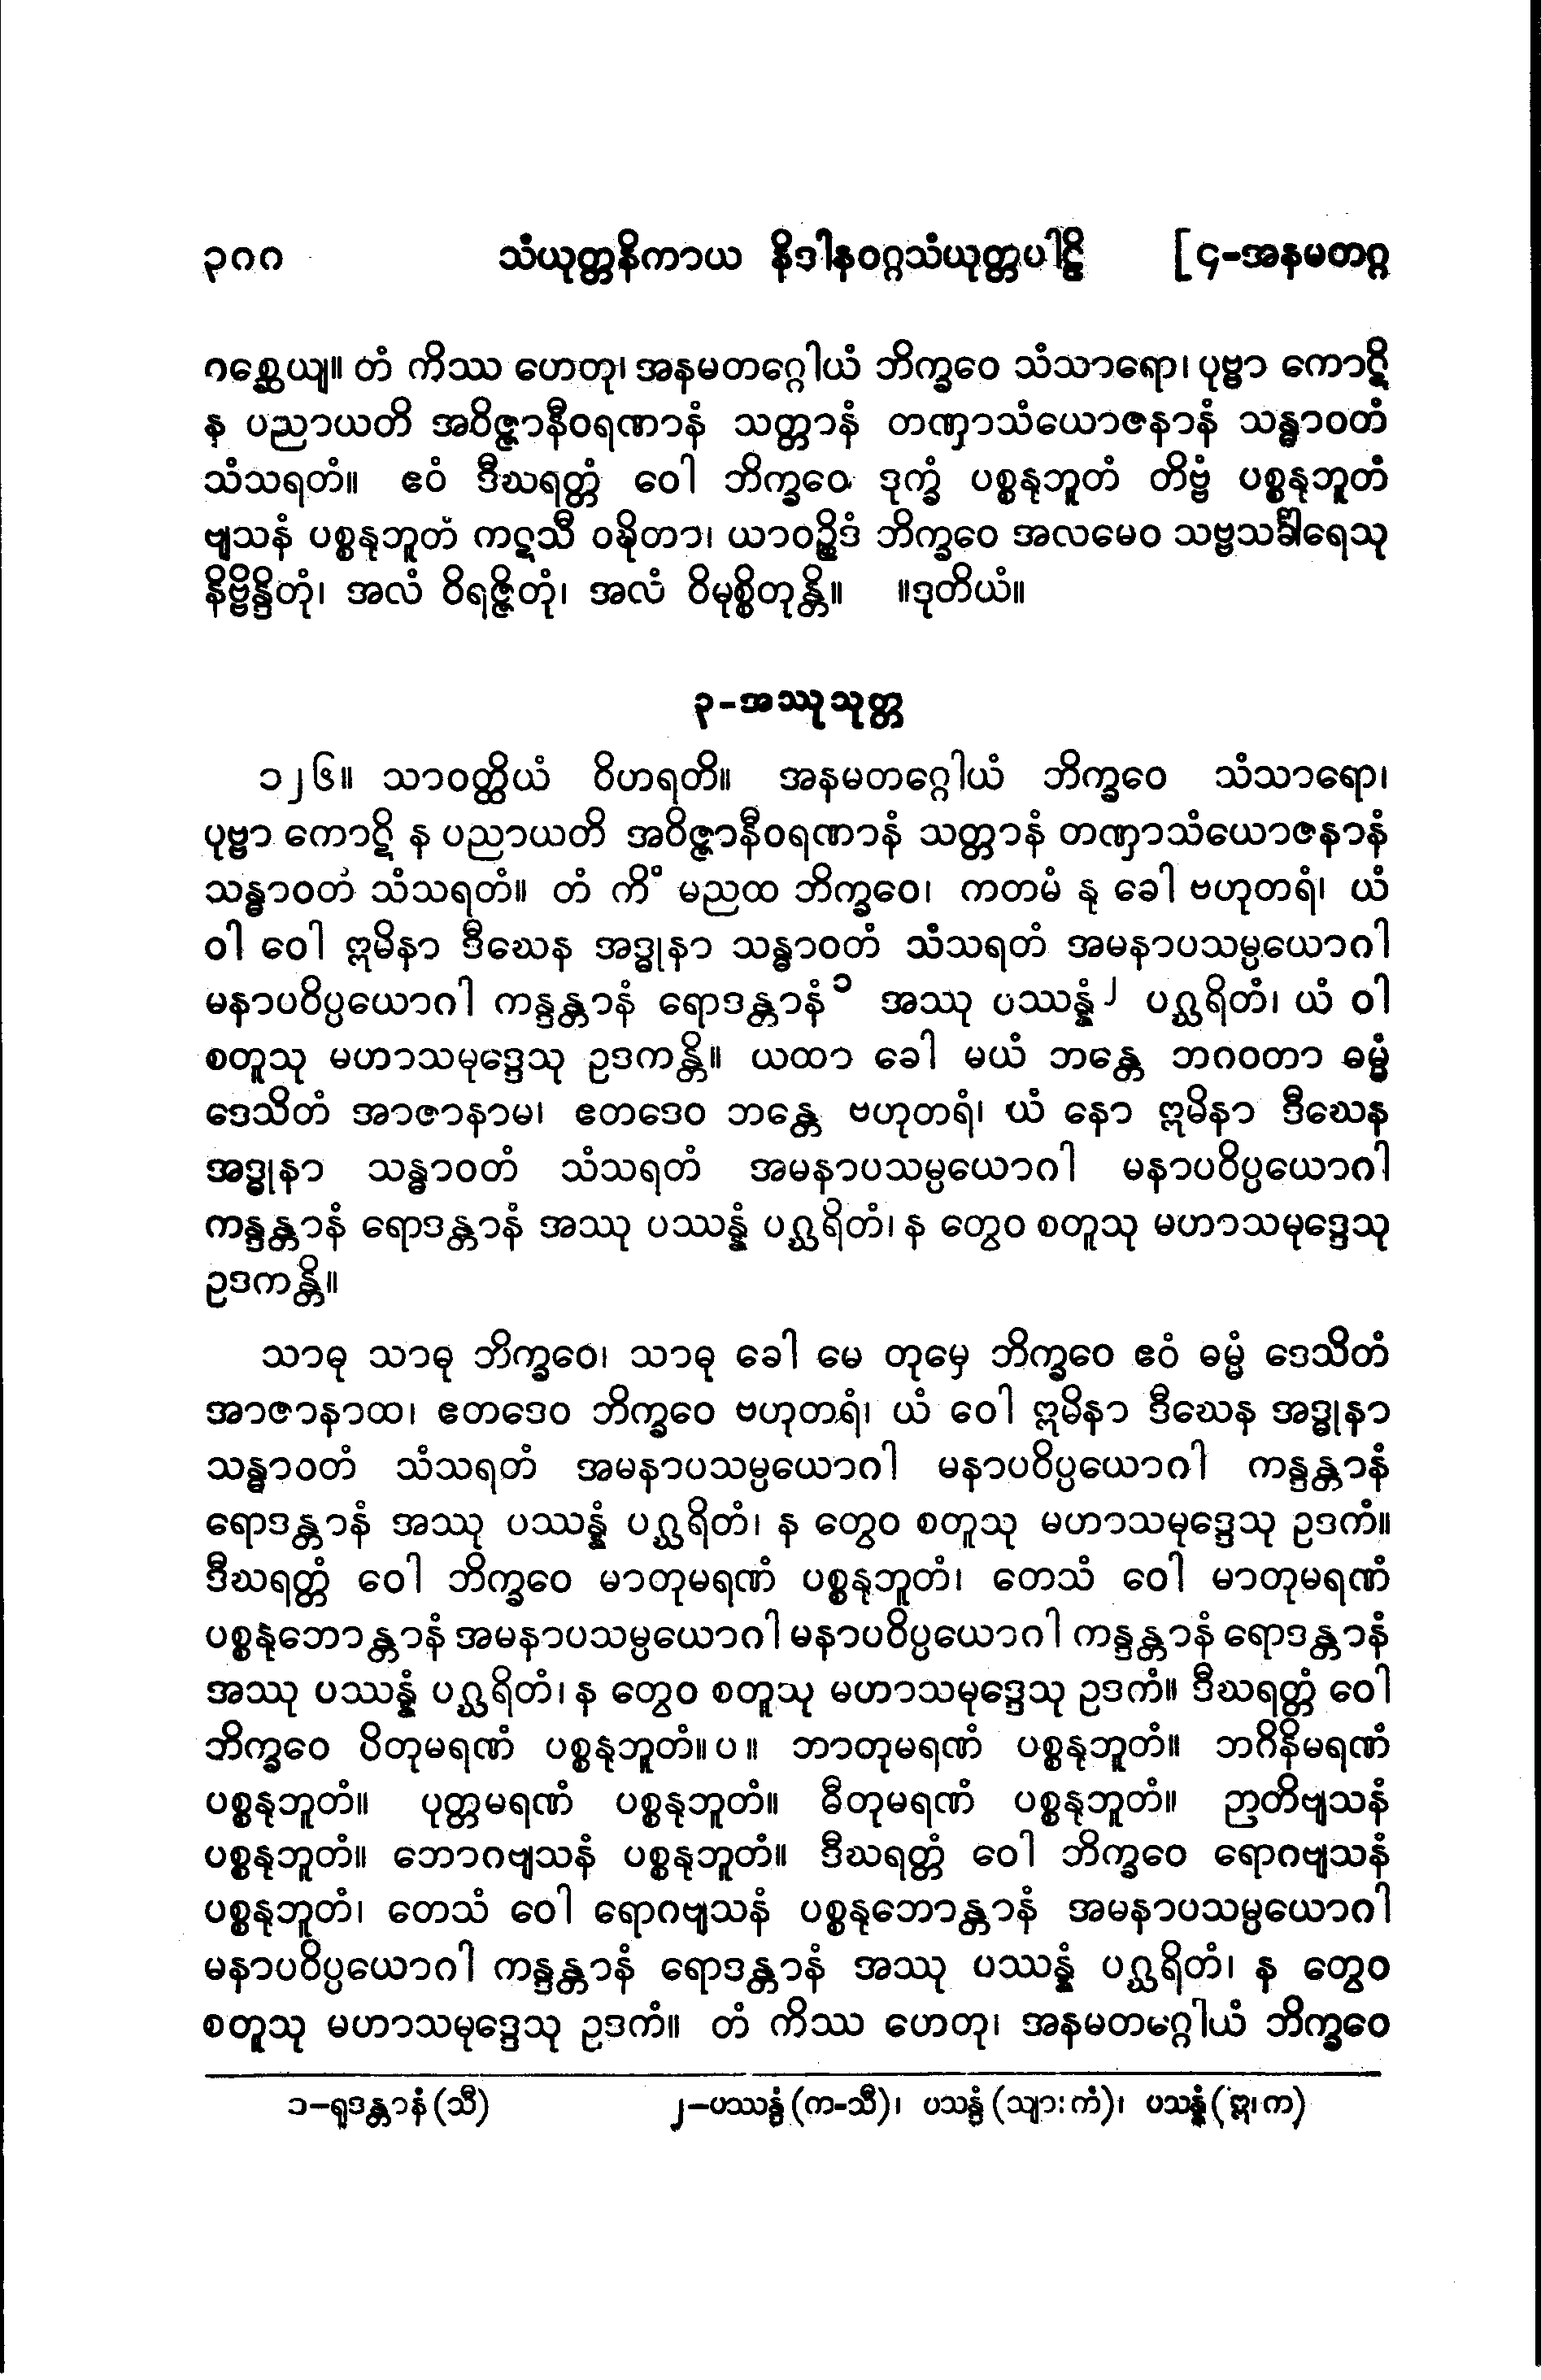 ၃၈၈ သံယုတ္တနိကာယ နိဒါနဝဂ္ဂသံယုတ္တပါဠိ [၄-အနမတဂ္ဂ
ဂစ္ဆေယျ။ တံ ကိဿ ဟေတု၊ အနမတဂ္ဂေါယံ ဘိက္ခဝေ သံသာရော၊ ပုဗ္ဗာ ကောဋိ
န ပညာယတိ အဝိဇ္ဇာနီဝရဏာနံ သတ္တာနံ တဏှာသံယောဇနာနံ သန္ဓာဝတံ
သံသရတံ။ ဧဝံ ဒီဃရတ္တံ ဝေါ ဘိက္ခဝေ ဒုက္ခံ ပစ္စနုဘူတံ တိဗ္ဗံ ပစ္စနုဘူတံ
ဗျသနံ ပစ္စနုဘူတံ ကဋသီ ဝဍ္ဎိတာ၊ ယာဝဉ္စိဒံ ဘိက္ခဝေ အလမေဝ သဗ္ဗသင်္ခါရေသု
နိဗ္ဗိန္ဒိတုံ၊ အလံ ဝိရဇ္ဇိတုံ၊ အလံ ဝိမုစ္စိတုန္တိ။ ။ဒုတိယံ။
၃-အဿုသုတ္တ
၁၂၆။ သာဝတ္ထိယံ ဝိဟရတိ။ အနမတဂ္ဂေါယံ ဘိက္ခဝေ သံသာရော၊
ပုဗ္ဗာ ကောဋိ န ပညာယတိ အဝိဇ္ဇာနီဝရဏာနံ သတ္တာနံ တဏှာသံယောဇနာနံ
သန္ဓာဝတံ သံသရတံ။ တံ ကိံ မညထ ဘိက္ခဝေ၊ ကတမံ နု ခေါ ဗဟုတရံ၊ ယံ
ဝါ ဝေါ ဣမိနာ ဒီဃေန အဒ္ဓုနာ သန္ဓာဝတံ သံသရတံ အမနာပသမ္ပယောဂါ
မနာပဝိပ္ပယောဂါ ကန္ဒန္တာနံ ရောဒန္တာနံ၁ အဿု ပဿန္နံ၂ ပဂ္ဃရိတံ၊ ယံ ဝါ
စတူသု မဟာသမုဒ္ဒေသု ဥဒကန္တိ။ ယထာ ခေါ မယံ ဘန္တေ ဘဂဝတာ ဓမ္မံ
ဒေသိတံ အာဇာနာမ၊ ဧတဒေဝ ဘန္တေ ဗဟုတရံ၊ ယံ နော ဣမိနာ ဒီဃေန
အဒ္ဓုနာ သန္ဓာဝတံ သံသရတံ အမနာပသမ္ပယောဂါ မနာပဝိပ္ပယောဂါ
ကန္ဒန္တာနံ ရောဒန္တာနံ အဿု ပဿန္နံ ပဂ္ဃရိတံ၊ န တွေဝ စတူသု မဟာသမုဒ္ဒေသု
ဥဒကန္တိ။
သာဓု သာဓု ဘိက္ခဝေ၊ သာဓု ခေါ မေ တုမှေ ဘိက္ခဝေ ဧဝံ ဓမ္မံ ဒေသိတံ
အာဇာနာထ၊ ဧတဒေဝ ဘိက္ခဝေ ဗဟုတရံ၊ ယံ ဝေါ ဣမိနာ ဒီဃေန အဒ္ဓုနာ
သန္ဓာဝတံ သံသရတံ အမနာပသမ္ပယောဂါ မနာပဝိပ္ပယောဂါ ကန္ဒန္တာနံ
ရောဒန္တာနံ အဿု ပဿန္နံ ပဂ္ဃရိတံ၊ န တွေဝ စတူသု မဟာသမုဒ္ဒေသု ဥဒကံ။
ဒီဃရတ္တံ ဝေါ ဘိက္ခဝေ မာတုမရဏံ ပစ္စနုဘူတံ၊ တေသံ ဝေါ မာတုမရဏံ
ပစ္စနုဘောန္တာနံ အမနာပသမ္ပယောဂါ မနာပဝိပ္ပယောဂါ ကန္ဒန္တာနံ ရောဒန္တာနံ
အဿု ပဿန္နံ ပဂ္ဃရိတံ၊ န တွေဝ စတူသု မဟာသမုဒ္ဒေသု ဥဒကံ။ ဒီဃရတ္တံ ဝေါ
ဘိက္ခဝေ ပိတုမရဏံ ပစ္စနုဘူတံ။ပ။ ဘာတုမရဏံ ပစ္စနုဘူတံ။ ဘဂိနိမရဏံ
ပစ္စနုဘူတံ။ ပုတ္တမရဏံ ပစ္စနုဘူတံ။ ဓီတုမရဏံ ပစ္စနုဘူတံ။ ဉာတိဗျသနံ
ပစ္စနုဘူတံ။ ဘောဂဗျသနံ ပစ္စနုဘူတံ။ ဒီဃရတ္တံ ဝေါ ဘိက္ခဝေ ရောဂဗျသနံ
ပစ္စနုဘူတံ၊ တေသံ ဝေါ ရောဂဗျသနံ ပစ္စနုဘောန္တာနံ အမနာပသမ္ပယောဂါ
မနာပဝိပ္ပယောဂါ ကန္ဒန္တာနံ ရောဒန္တာနံ အဿု ပဿန္နံ ပဂ္ဃရိတံ၊ န တွေဝ
စတူသု မဟာသမုဒ္ဒေသု ဥဒကံ။ တံ ကိဿ ဟေတု၊ အနမတဂ္ဂေါယံ ဘိက္ခဝေ
၁–ရုဒန္တာနံ (သီ) ၂–ပဿန္ဒံ (က-သီ)၊ ပသန္ဒံ (သျား ကံ)၊ ပသန္နံ (ဣ၊ က)